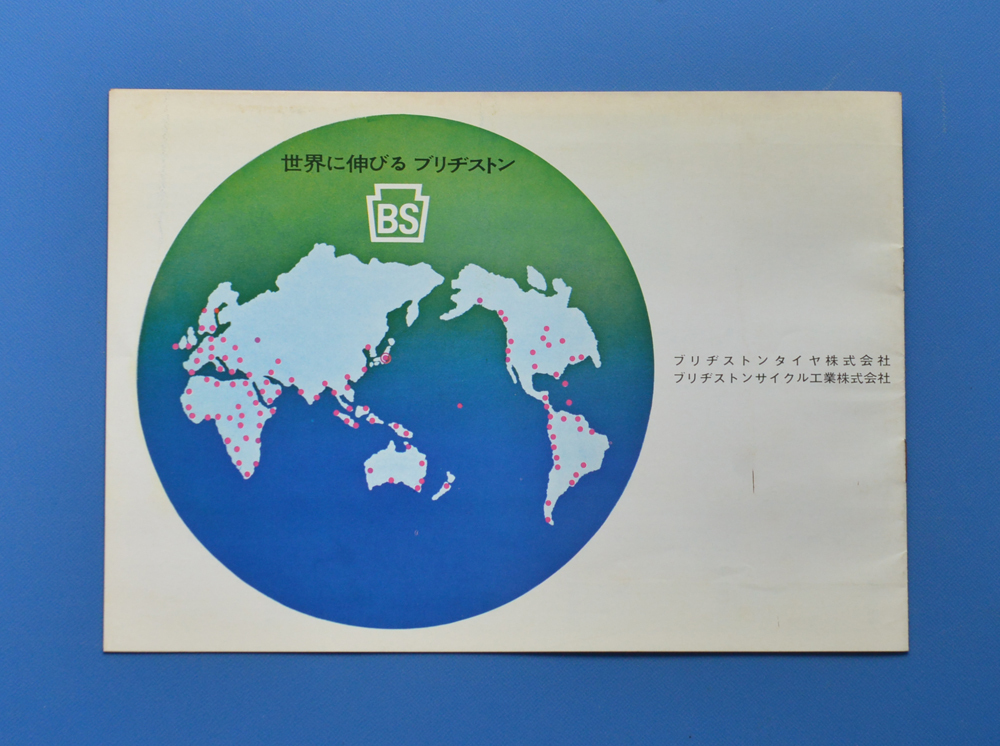 世界に伸びる ブリヂストン
BS
ブリヂストンタイヤ株式会社
ブリヂストンサイクル工業株式会社